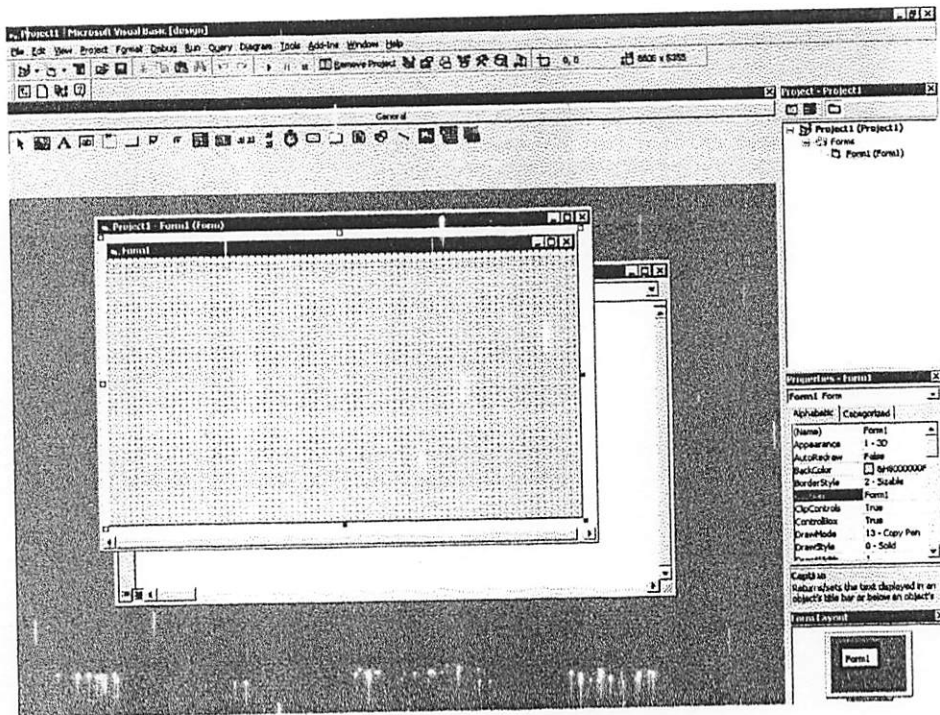 Project1 - Microsoft Visual Basic [design]
File Edit View Project Format Debug Run Query Diagram Tools Add-Ins Window Help
Remove Project 0, 0
General
Project - Project1
Project1 (Project1)
Forms
Form1 (Form1)
Project1 - Form1 (Form)
Form1
Properties - Form1
Form1 Form
Alphabetic Categorized
(Name) Form1
Appearance 1 - 3D
AutoRedraw False
BackColor &H8000000F
BorderStyle 2 - Sizable
Form1
ClipControls True
ControlBox True
DrawMode 13 - Copy Pen
DrawStyle 0 - Solid
Caption
Returns/sets the text displayed in an
object's title bar or below an object's
Form Layout
Form1